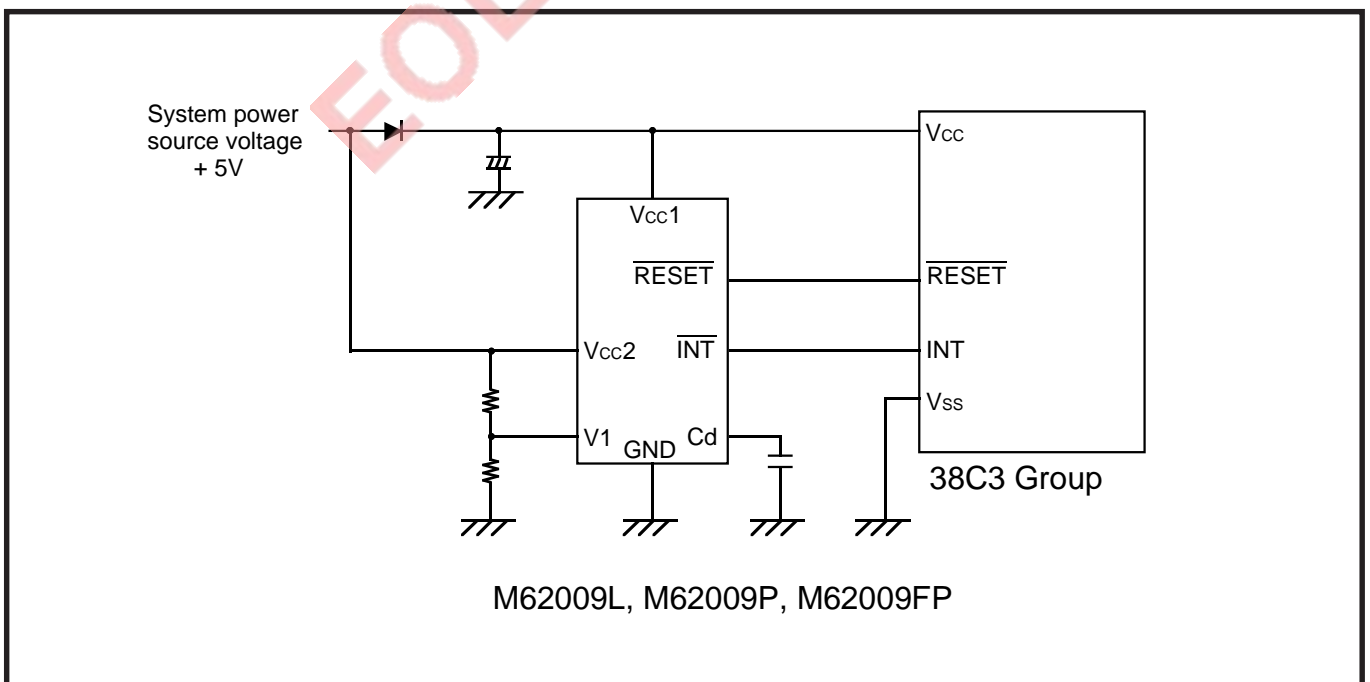 EOL
System power
source voltage
+ 5V
VCC
VCC1
RESET
RESET
VCC2
INT
INT
VSS
V1
GND
Cd
38C3 Group
M62009L, M62009P, M62009FP